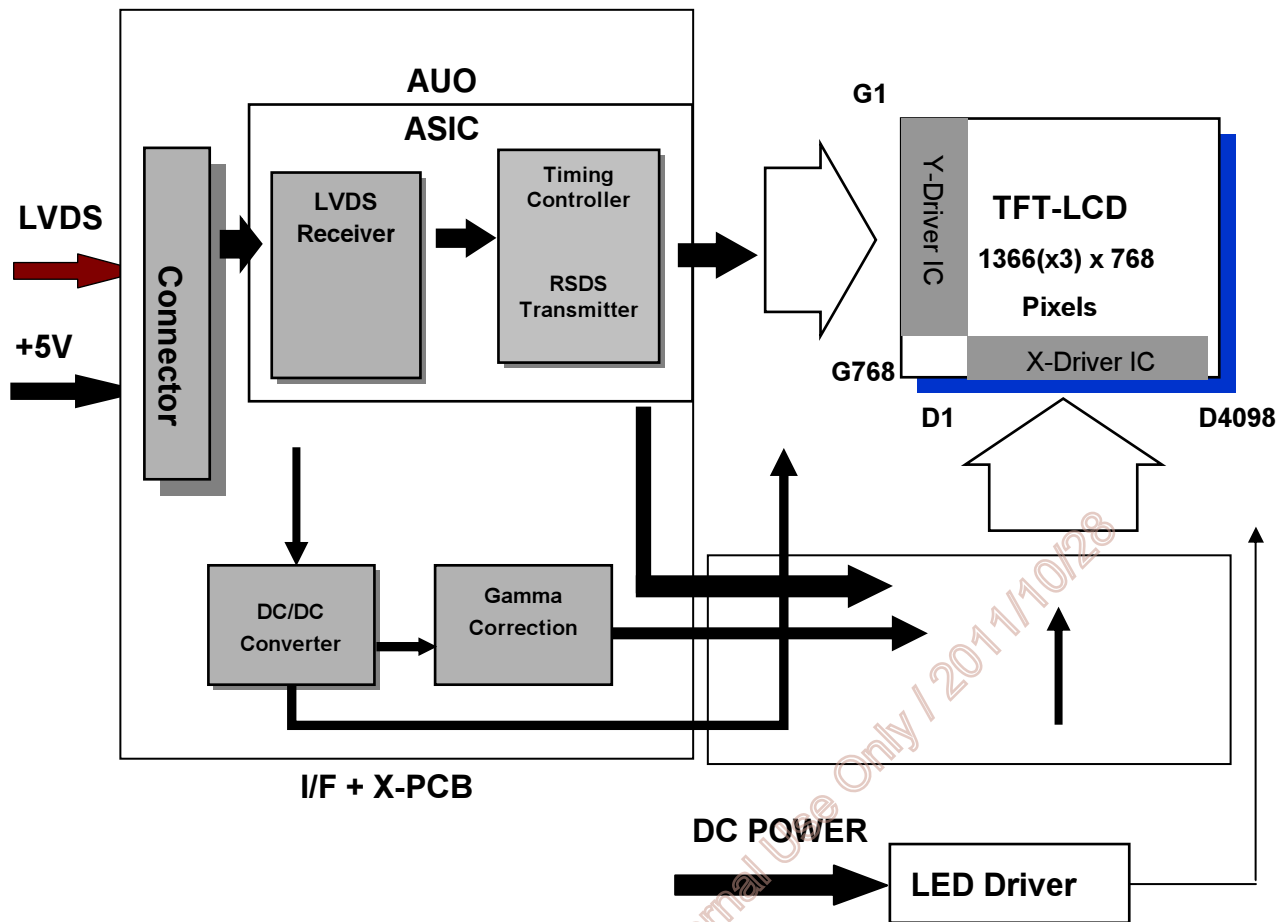 AUO
ASIC
G1
LVDS
+5V
Connector
LVDS
Receiver
Timing
Controller
RSDS
Transmitter
Y-Driver IC
TFT-LCD
1366(x3) x 768
Pixels
X-Driver IC
G768
D1
D4098
DC/DC
Converter
Gamma
Correction
I/F + X-PCB
DC POWER
LED Driver
Use Only / 2011/10/28